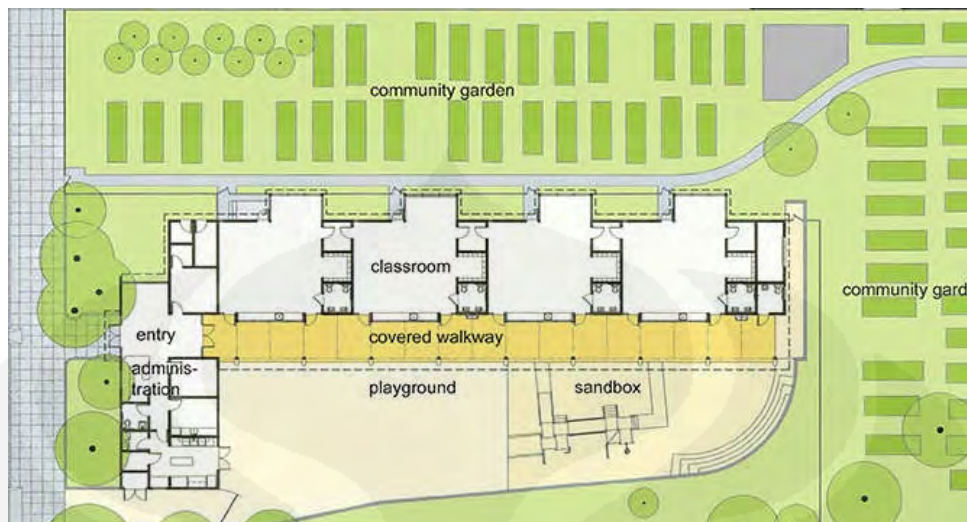 community garden
classroom
community gard
entry
covered walkway
adminis-
tration
playground
sandbox